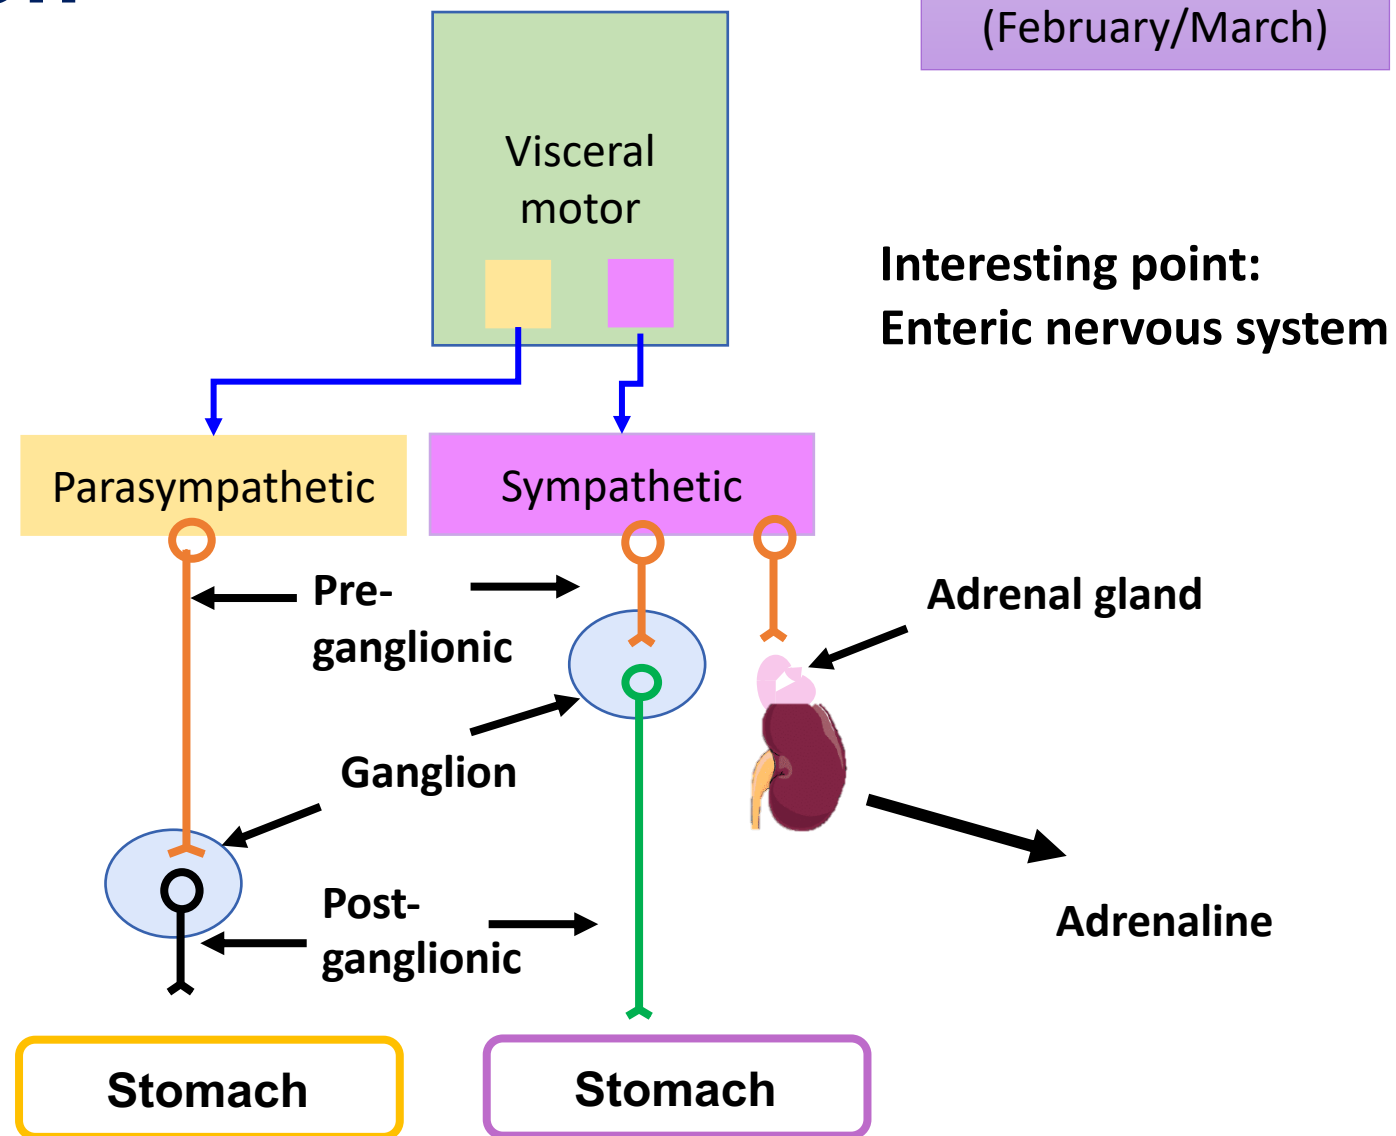 (February/March)
Visceral
motor
Interesting point:
Enteric nervous system
Parasympathetic
Sympathetic
Pre-
ganglionic
Adrenal gland
Ganglion
Post-
ganglionic
Adrenaline
Stomach
Stomach